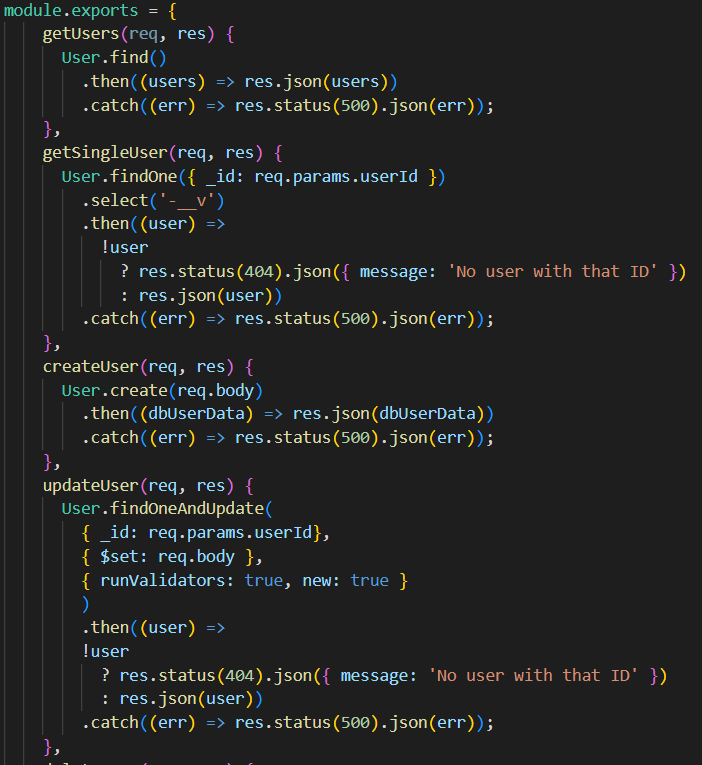 module.exports = {
getUsers(req, res) {
User.find()
.then((users) => res.json(users))
.catch((err) => res.status(500).json(err));
},
getSingleUser(req, res) {
User.findOne({ _id: req.params.userId })
.select('-__v')
.then((user) =>
!user
? res.status(404).json({ message: 'No user with that ID' })
: res.json(user))
.catch((err) => res.status(500).json(err));
},
createUser(req, res) {
User.create(req.body)
.then((dbUserData) => res.json(dbUserData))
.catch((err) => res.status(500).json(err));
},
updateUser(req, res) {
User.findOneAndUpdate(
{ _id: req.params.userId},
{ $set: req.body },
{ runValidators: true, new: true }
)
.then((user) =>
!user
? res.status(404).json({ message: 'No user with that ID' })
: res.json(user))
.catch((err) => res.status(500).json(err));
},